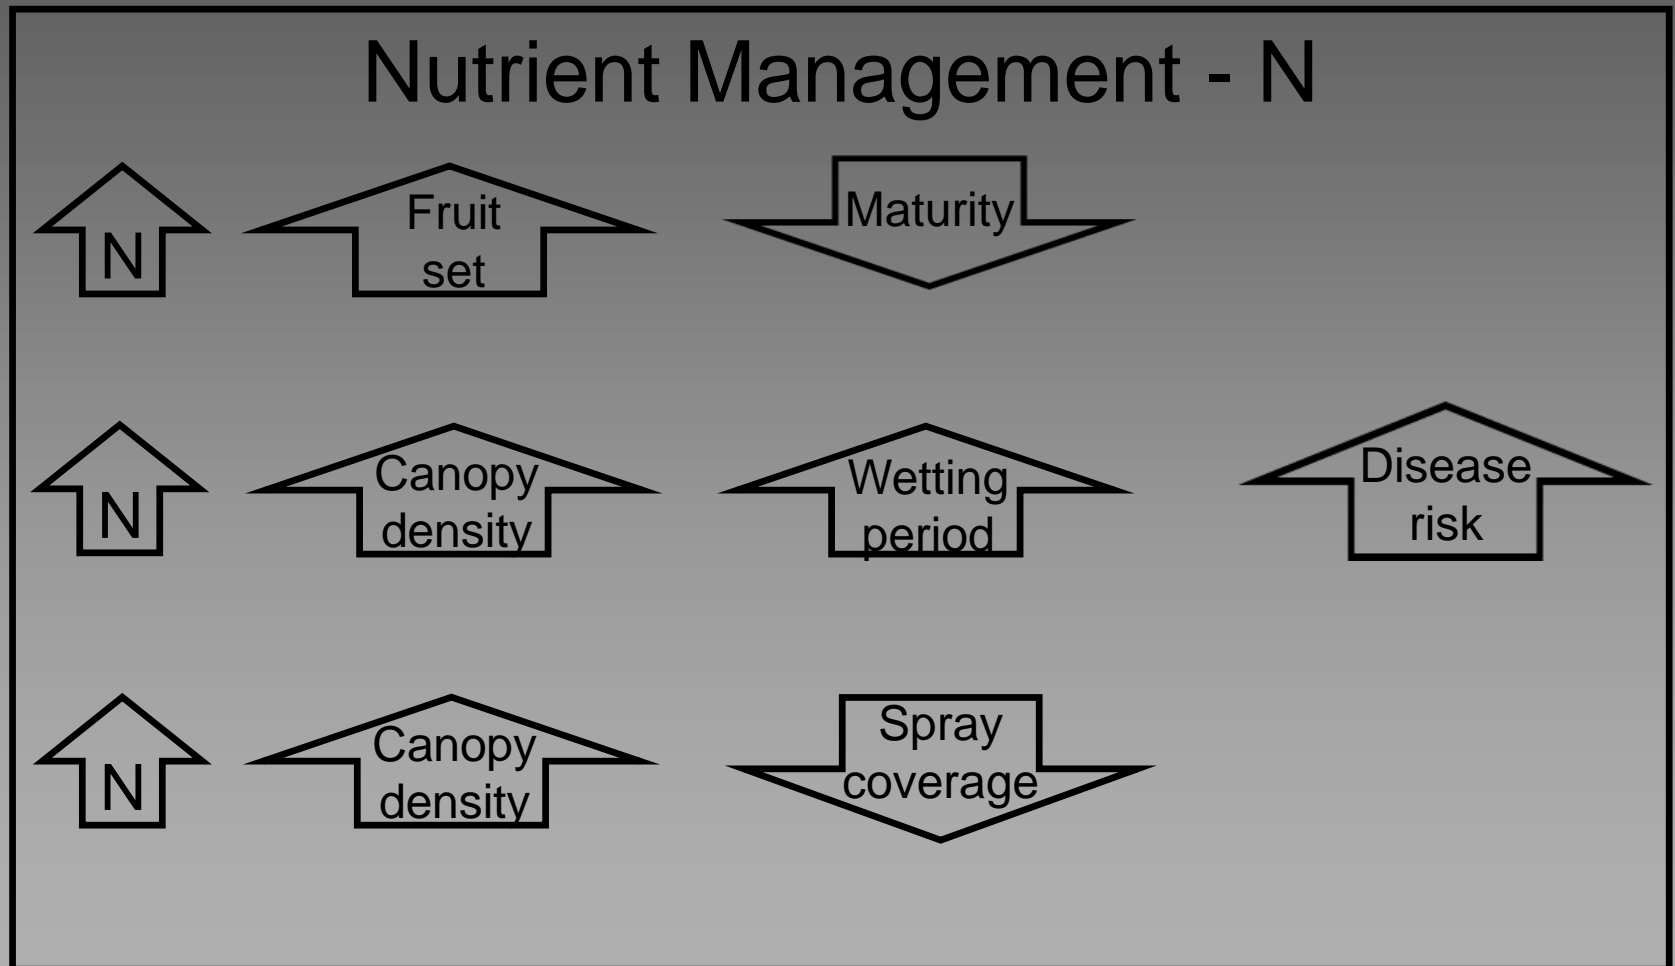 Nutrient Management - N
N
Fruit
set
Maturity
N
Canopy
density
Wetting
period
Disease
risk
N
Canopy
density
Spray
coverage